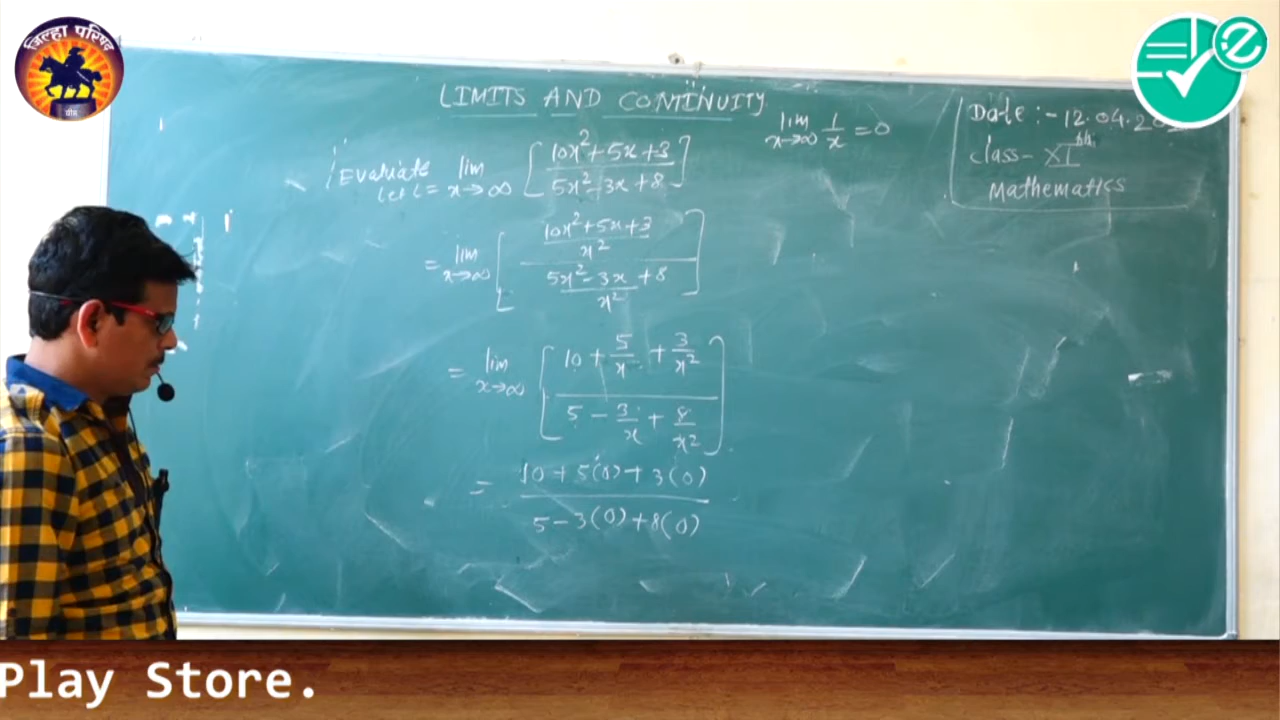 जिल्हा परिषद
बीड
LIMITS AND CONTINUITY
lim x→∞ 1/x = 0
Date :- 12.04.20
class - XIth
Mathematics
Evaluate lim x→∞ [10x²+5x+3 / 5x²-3x+8]
let L =
= lim x→∞ [10x²+5x+3 / x² / 5x²-3x+8 / x²]
= lim x→∞ [10 + 5/x + 3/x² / 5 - 3/x + 8/x²]
= 10 + 5(0) + 3(0) / 5 - 3(0) + 8(0)
Play Store.